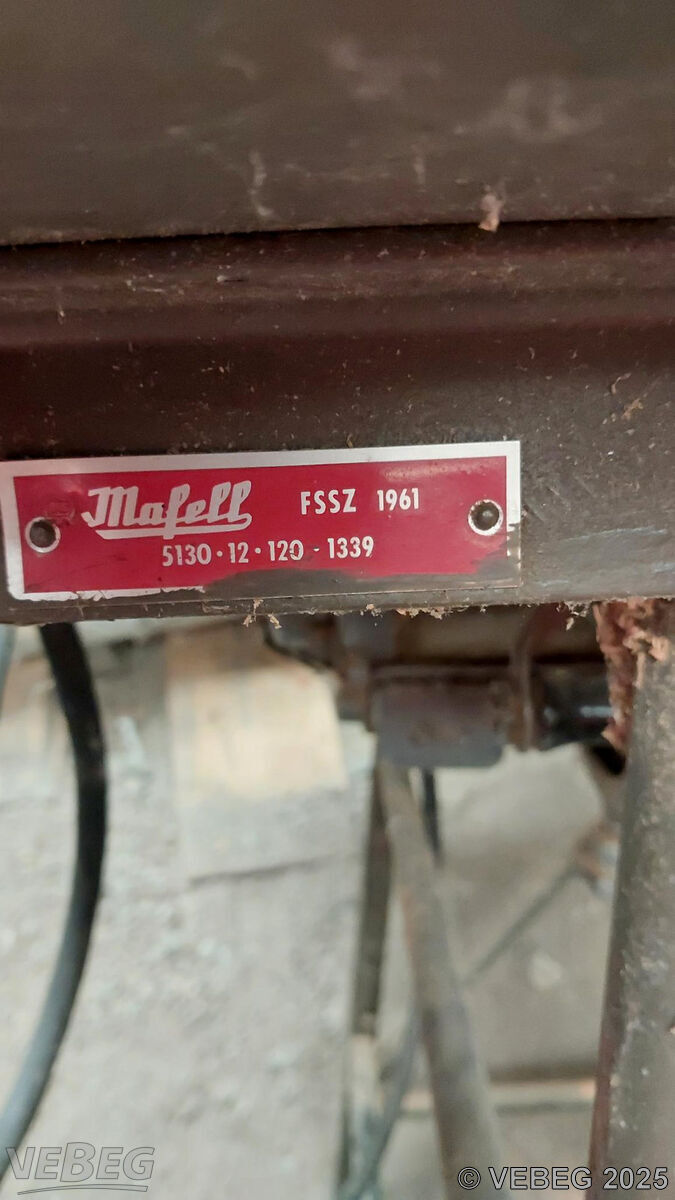 Mafell FSSZ 1961
5130·12·120-1339
VEBEG
© VEBEG 2025